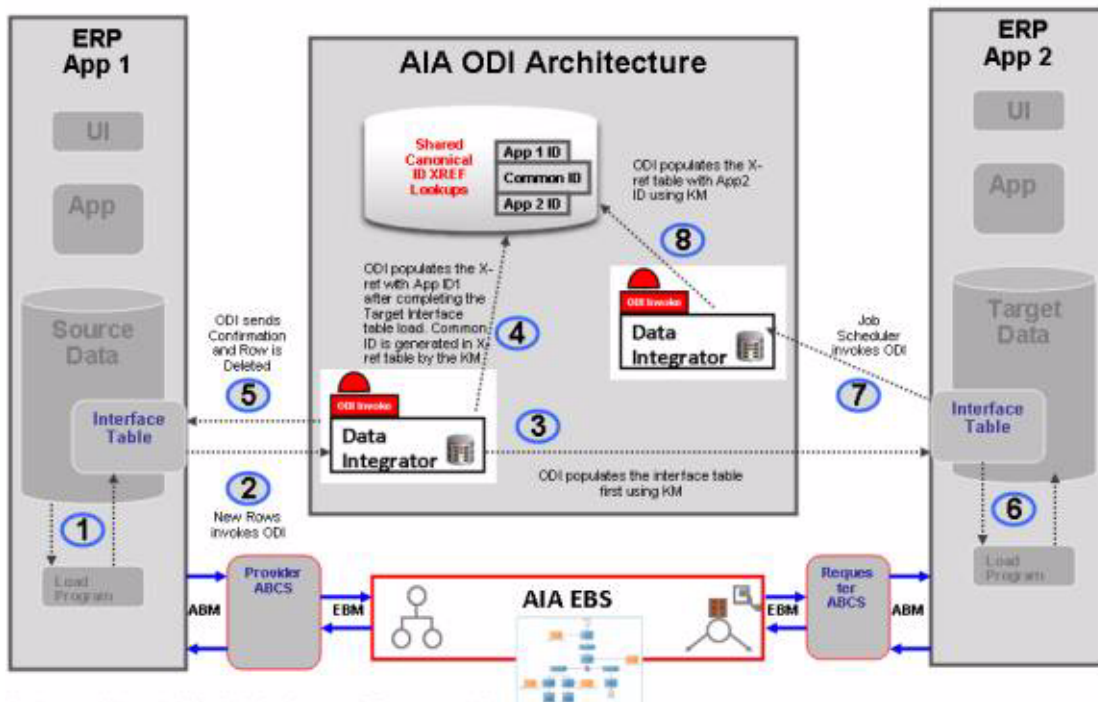 ERP
App 1
UI
App
Source
Data
Interface
Table
1
Load
Program
AIA ODI Architecture
Shared
Canonical
ID XREF
Lookups
App 1 ID
Common ID
App 2 ID
ODI populates the X-
ref table with App2
ID using KM
8
ODI populates the X-
ref with App ID1
after completing the
Target Interface
table load. Common
ID is generated in X-
ref table by the KM
4
ODI Invoke
Data
Integrator
ODI sends
Confirmation
and Row is
Deleted
5
ODI Invoke
Data
Integrator
3
ODI populates the interface table
first using KM
2
New Rows
invokes ODI
Job
Scheduler
invokes ODI
7
ERP
App 2
UI
App
Target
Data
Interface
Table
6
Load
Program
ABM
Provider
ABCS
EBM
AIA EBS
EBM
Reques
ter
ABCS
ABM